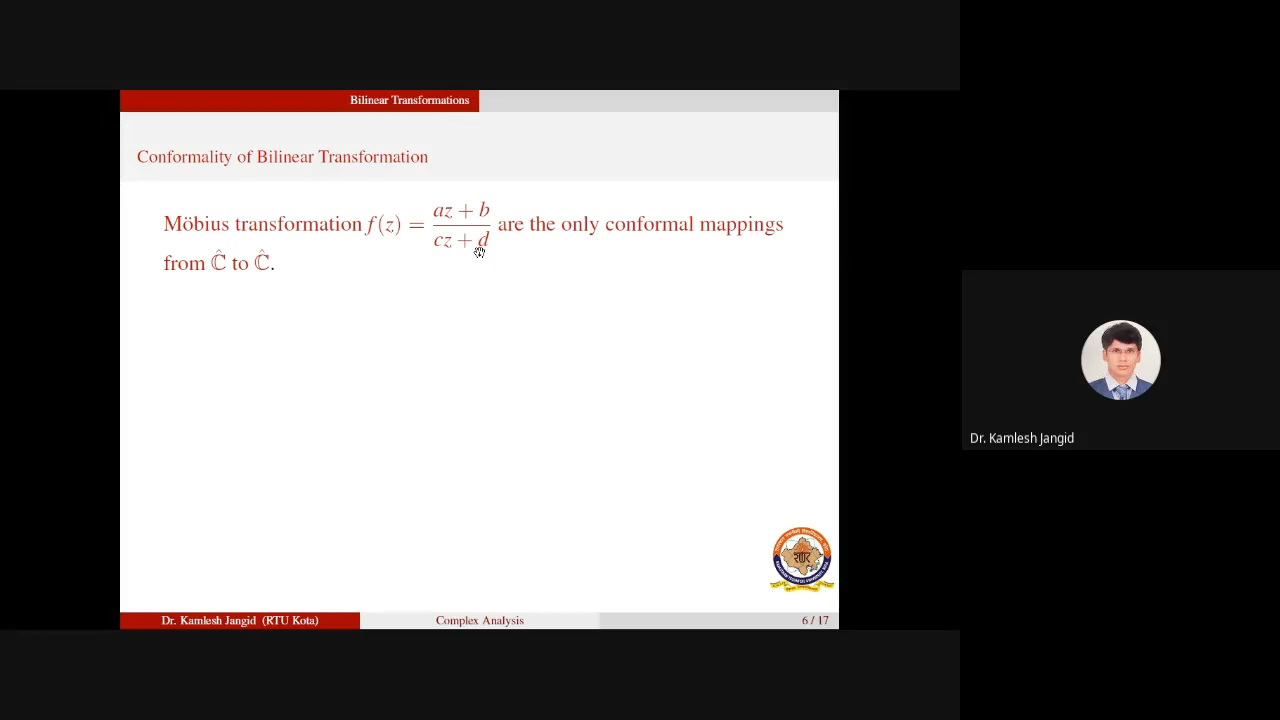 Bilinear Transformations
Conformality of Bilinear Transformation
Möbius transformation f(z) = \frac{az + b}{cz + d} are the only conformal mappings
from Ĉ to Ĉ.
Dr. Kamlesh Jangid
शार
Dr. Kamlesh Jangid (RTU Kota)
Complex Analysis
6 / 17